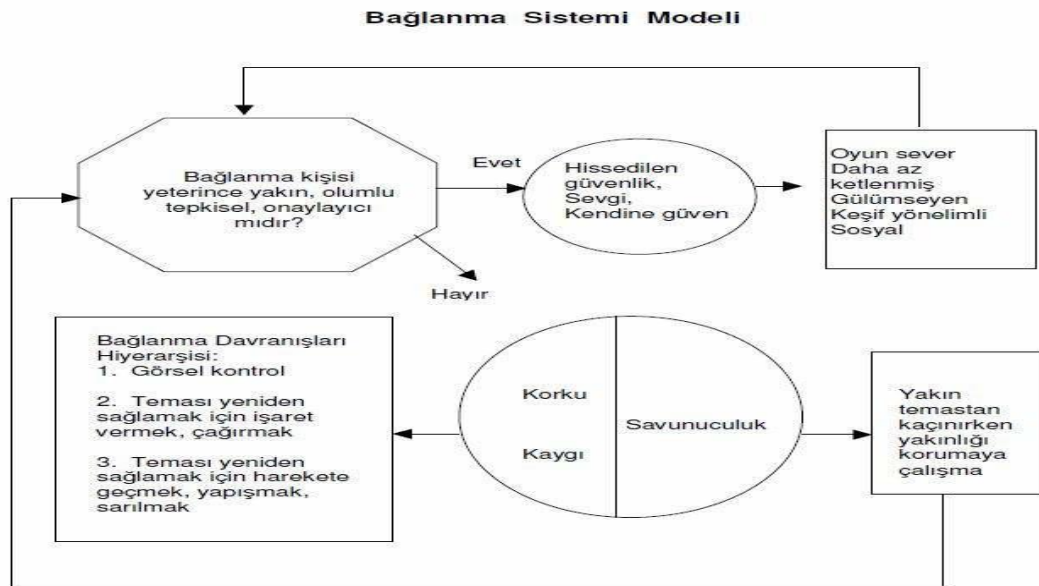 Bağlanma Sistemi Modeli
Bağlanma kişisi
yeterince yakın, olumlu
tepkisel, onaylayıcı
mıdır?
Evet
Hissedilen
güvenlik,
Sevgi,
Kendine güven
Oyun sever
Daha az
ketlenmiş
Gülümseyen
Keşif yönelimli
Sosyal
Hayır
Bağlanma Davranışları
Hiyerarşisi:
1. Görsel kontrol
2. Teması yeniden
sağlamak için işaret
vermek, çağırmak
3. Teması yeniden
sağlamak için harekete
geçmek, yapışmak,
sarılmak
Korku
Kaygı
Savunuculuk
Yakın
temastan
kaçınırken
yakınlığı
korumaya
çalışma